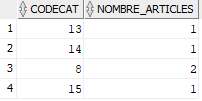 CODECAT NOMBRE_ARTICLES
1 13 1
2 14 1
3 8 2
4 15 1